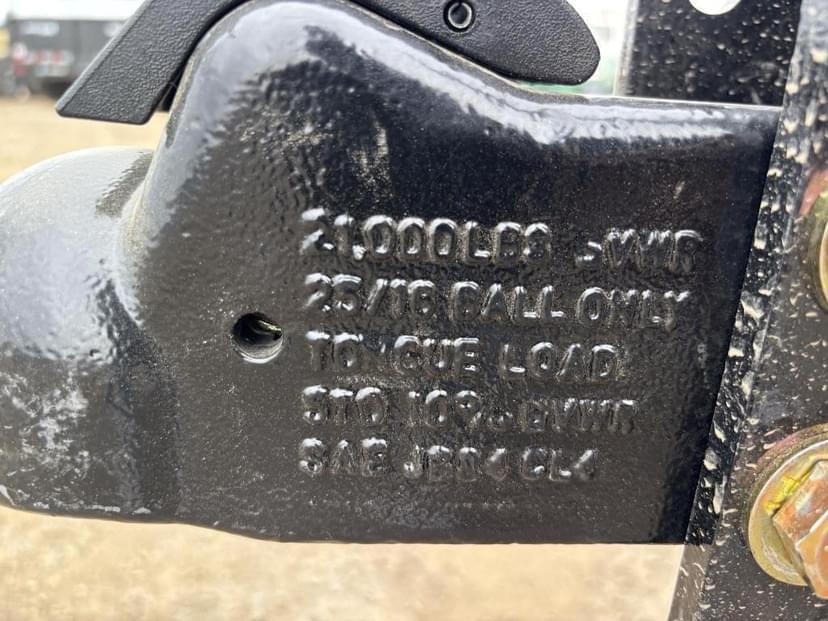 21,000LBS GVWR
25/16 BALL ONLY
TONGUE LOAD
STD 10% GVWR
SAE J684 CL4